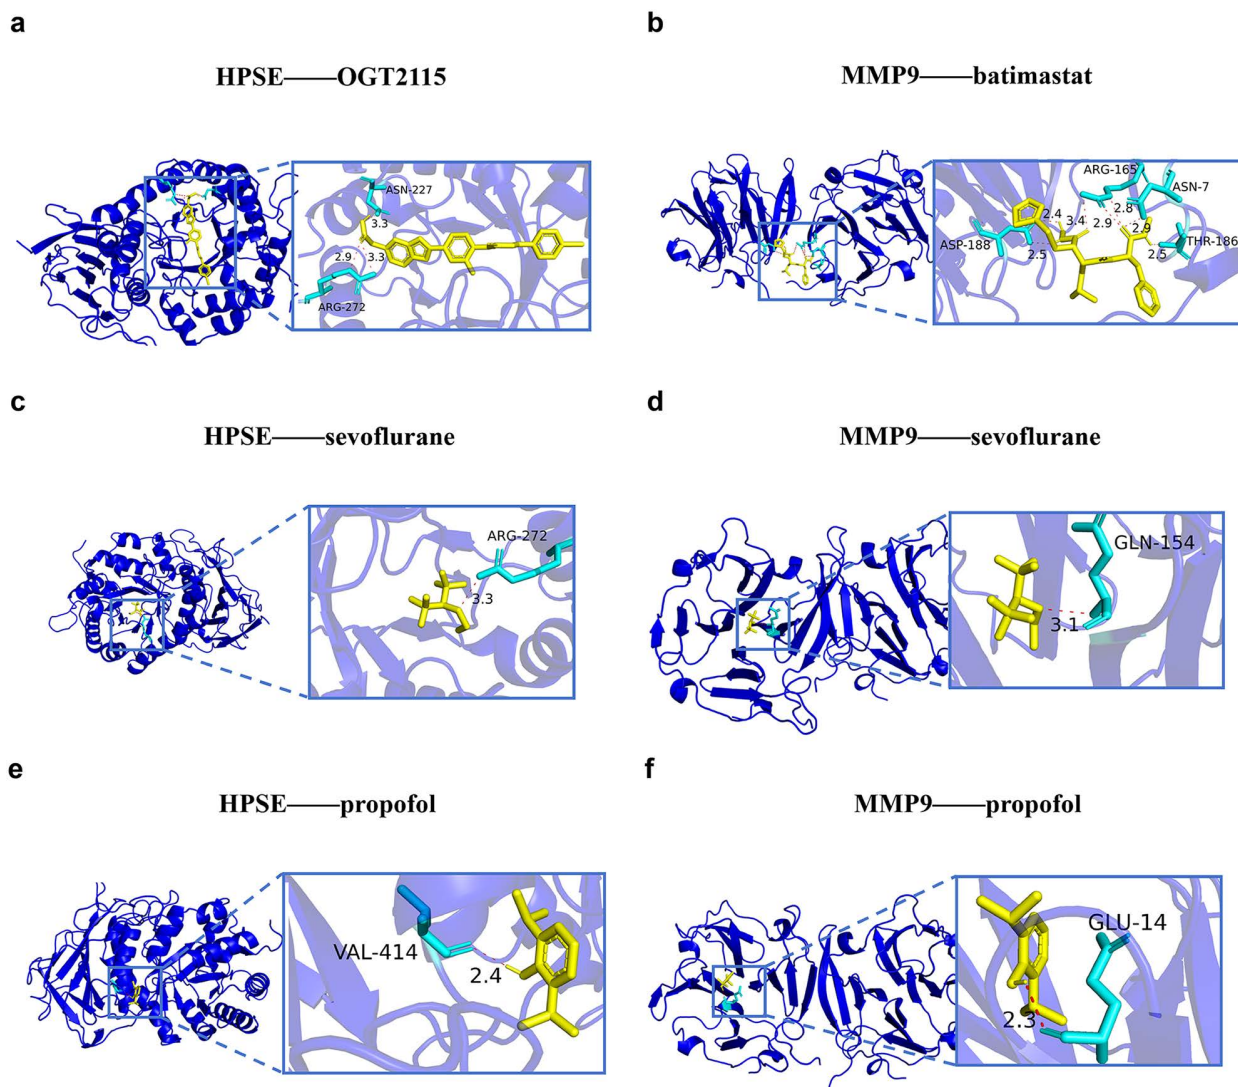 a
HPSE——OGT2115
ASN-227
3.3
2.9
3.3
ARG-272
b
MMP9——batimastat
ARG-165
ASN-7
2.4
3.4
2.8
2.9
2.9
ASP-188
THR-186
2.5
2.5
c
HPSE——sevoflurane
ARG-272
3.3
d
MMP9——sevoflurane
GLN-154
3.1
e
HPSE——propofol
VAL-414
2.4
f
MMP9——propofol
GLU-14
2.3